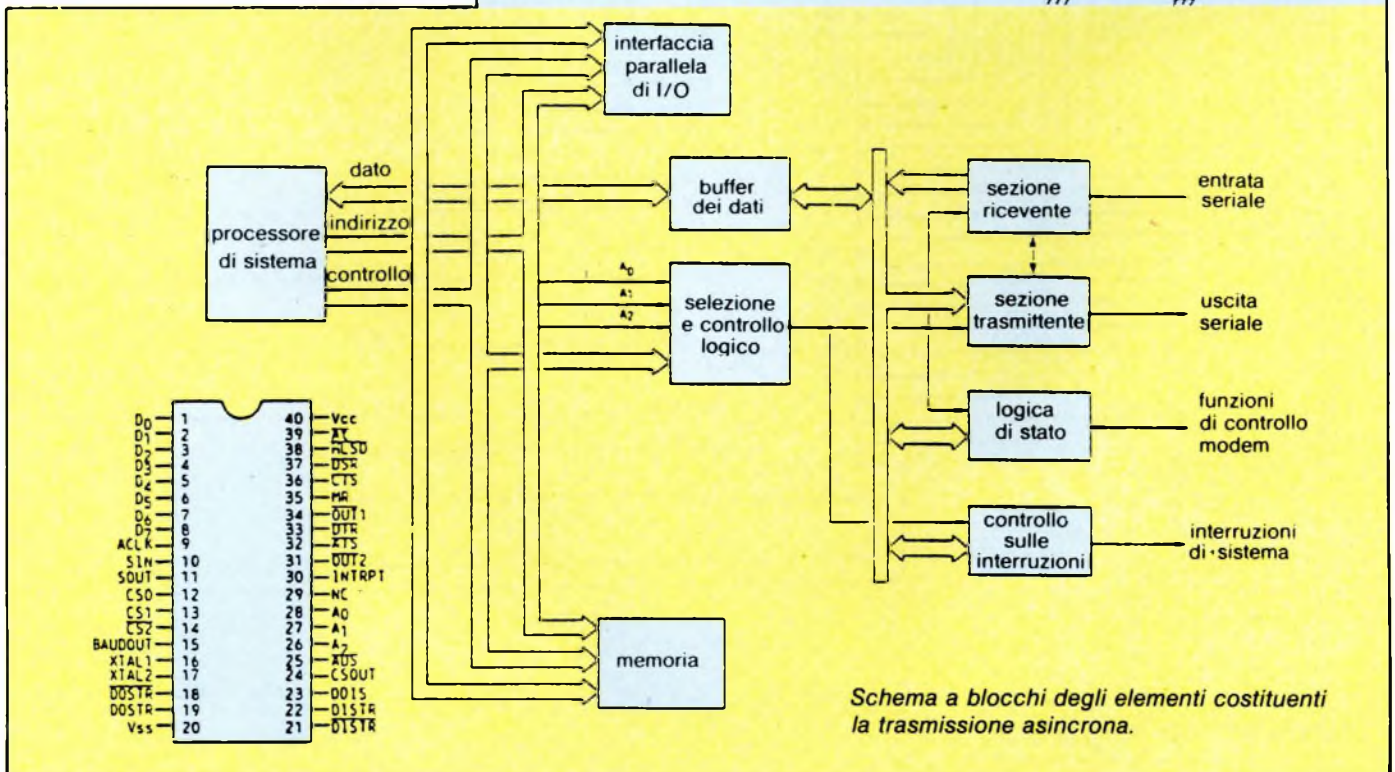 interfaccia
parallela
di I/O
dato
indirizzo
controllo
processore
di sistema
buffer
dei dati
A0
A1
A2
selezione
e controllo
logico
sezione
ricevente
entrata
seriale
sezione
trasmittente
uscita
seriale
logica
di stato
funzioni
di controllo
modem
controllo
sulle
interruzioni
interruzioni
di sistema
memoria
D0 1 40 Vcc
D1 2 39
D2 3 38
D3 4 37 DSR
D4 5 36 CTS
D5 6 35 MR
D6 7 34 OUT1
D7 8 33 DTR
ACLK 9 32
SIN 10 31 OUT2
SOUT 11 30 INTRPT
CS0 12 29 NC
CS1 13 28 A0
CS2 14 27 A1
BAUDOUT 15 26 A2
XTAL1 16 25 ADS
XTAL2 17 24 CSOUT
DOSTR 18 23 DDIS
DOSTR 19 22 DISTR
Vss 20 21 DISTR
Schema a blocchi degli elementi costituenti
la trasmissione asincrona.